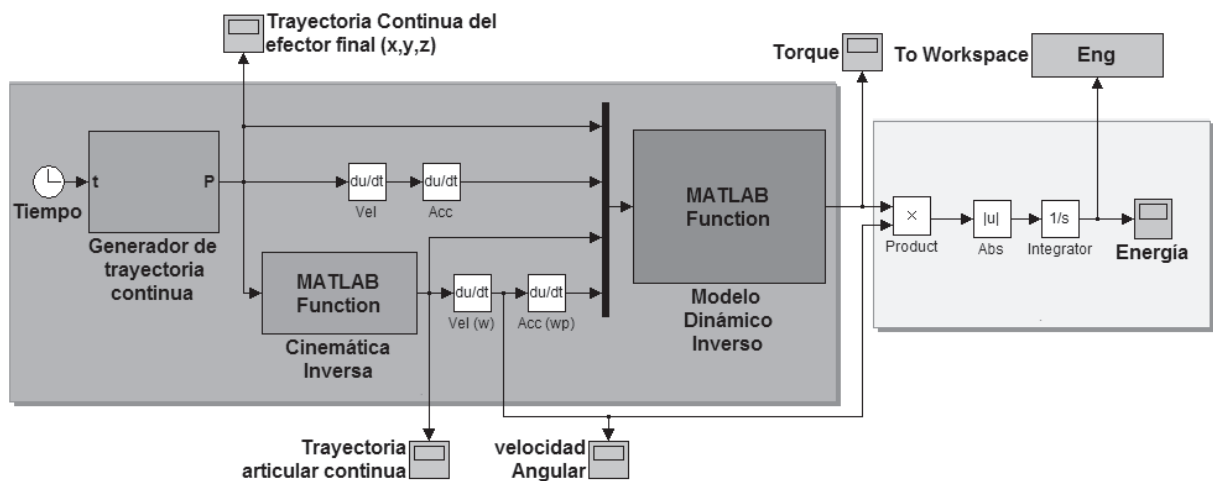 Trayectoria Continua del
efector final (x,y,z)
Torque
To Workspace
Eng
t
P
Tiempo
Generador de
trayectoria
continua
du/dt
Vel
du/dt
Acc
MATLAB
Function
Cinemática
Inversa
du/dt
Vel (w)
du/dt
Acc (wp)
MATLAB
Function
Modelo
Dinámico
Inverso
×
Product
|u|
Abs
1/s
Integrator
Energía
Trayectoria
articular continua
velocidad
Angular